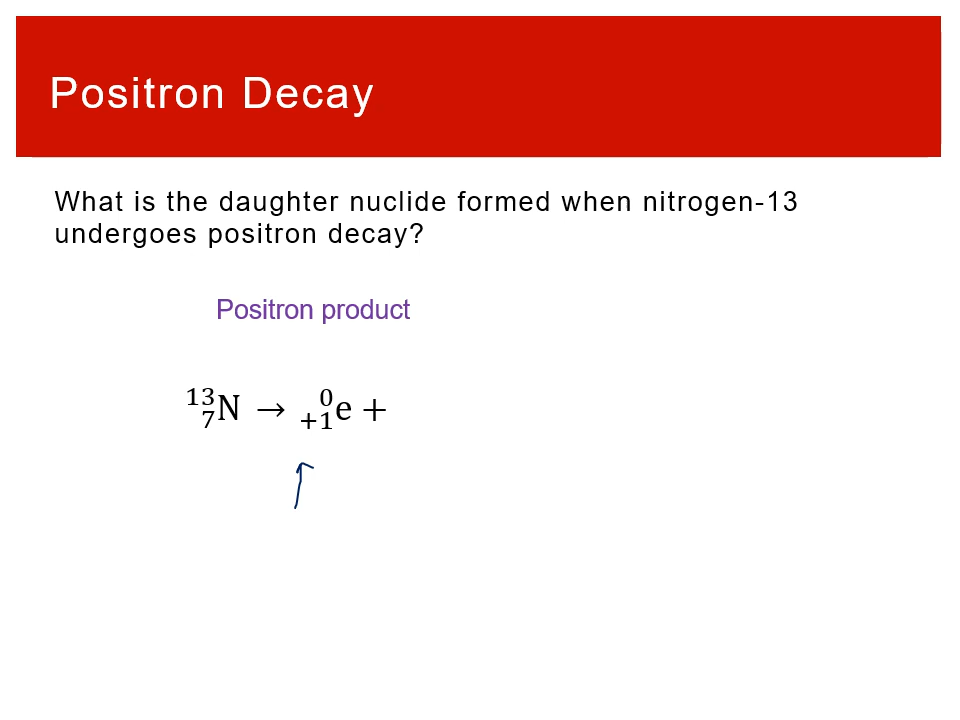 Positron Decay
What is the daughter nuclide formed when nitrogen-13
undergoes positron decay?
Positron product
¹³₇N → ⁰₊₁e +